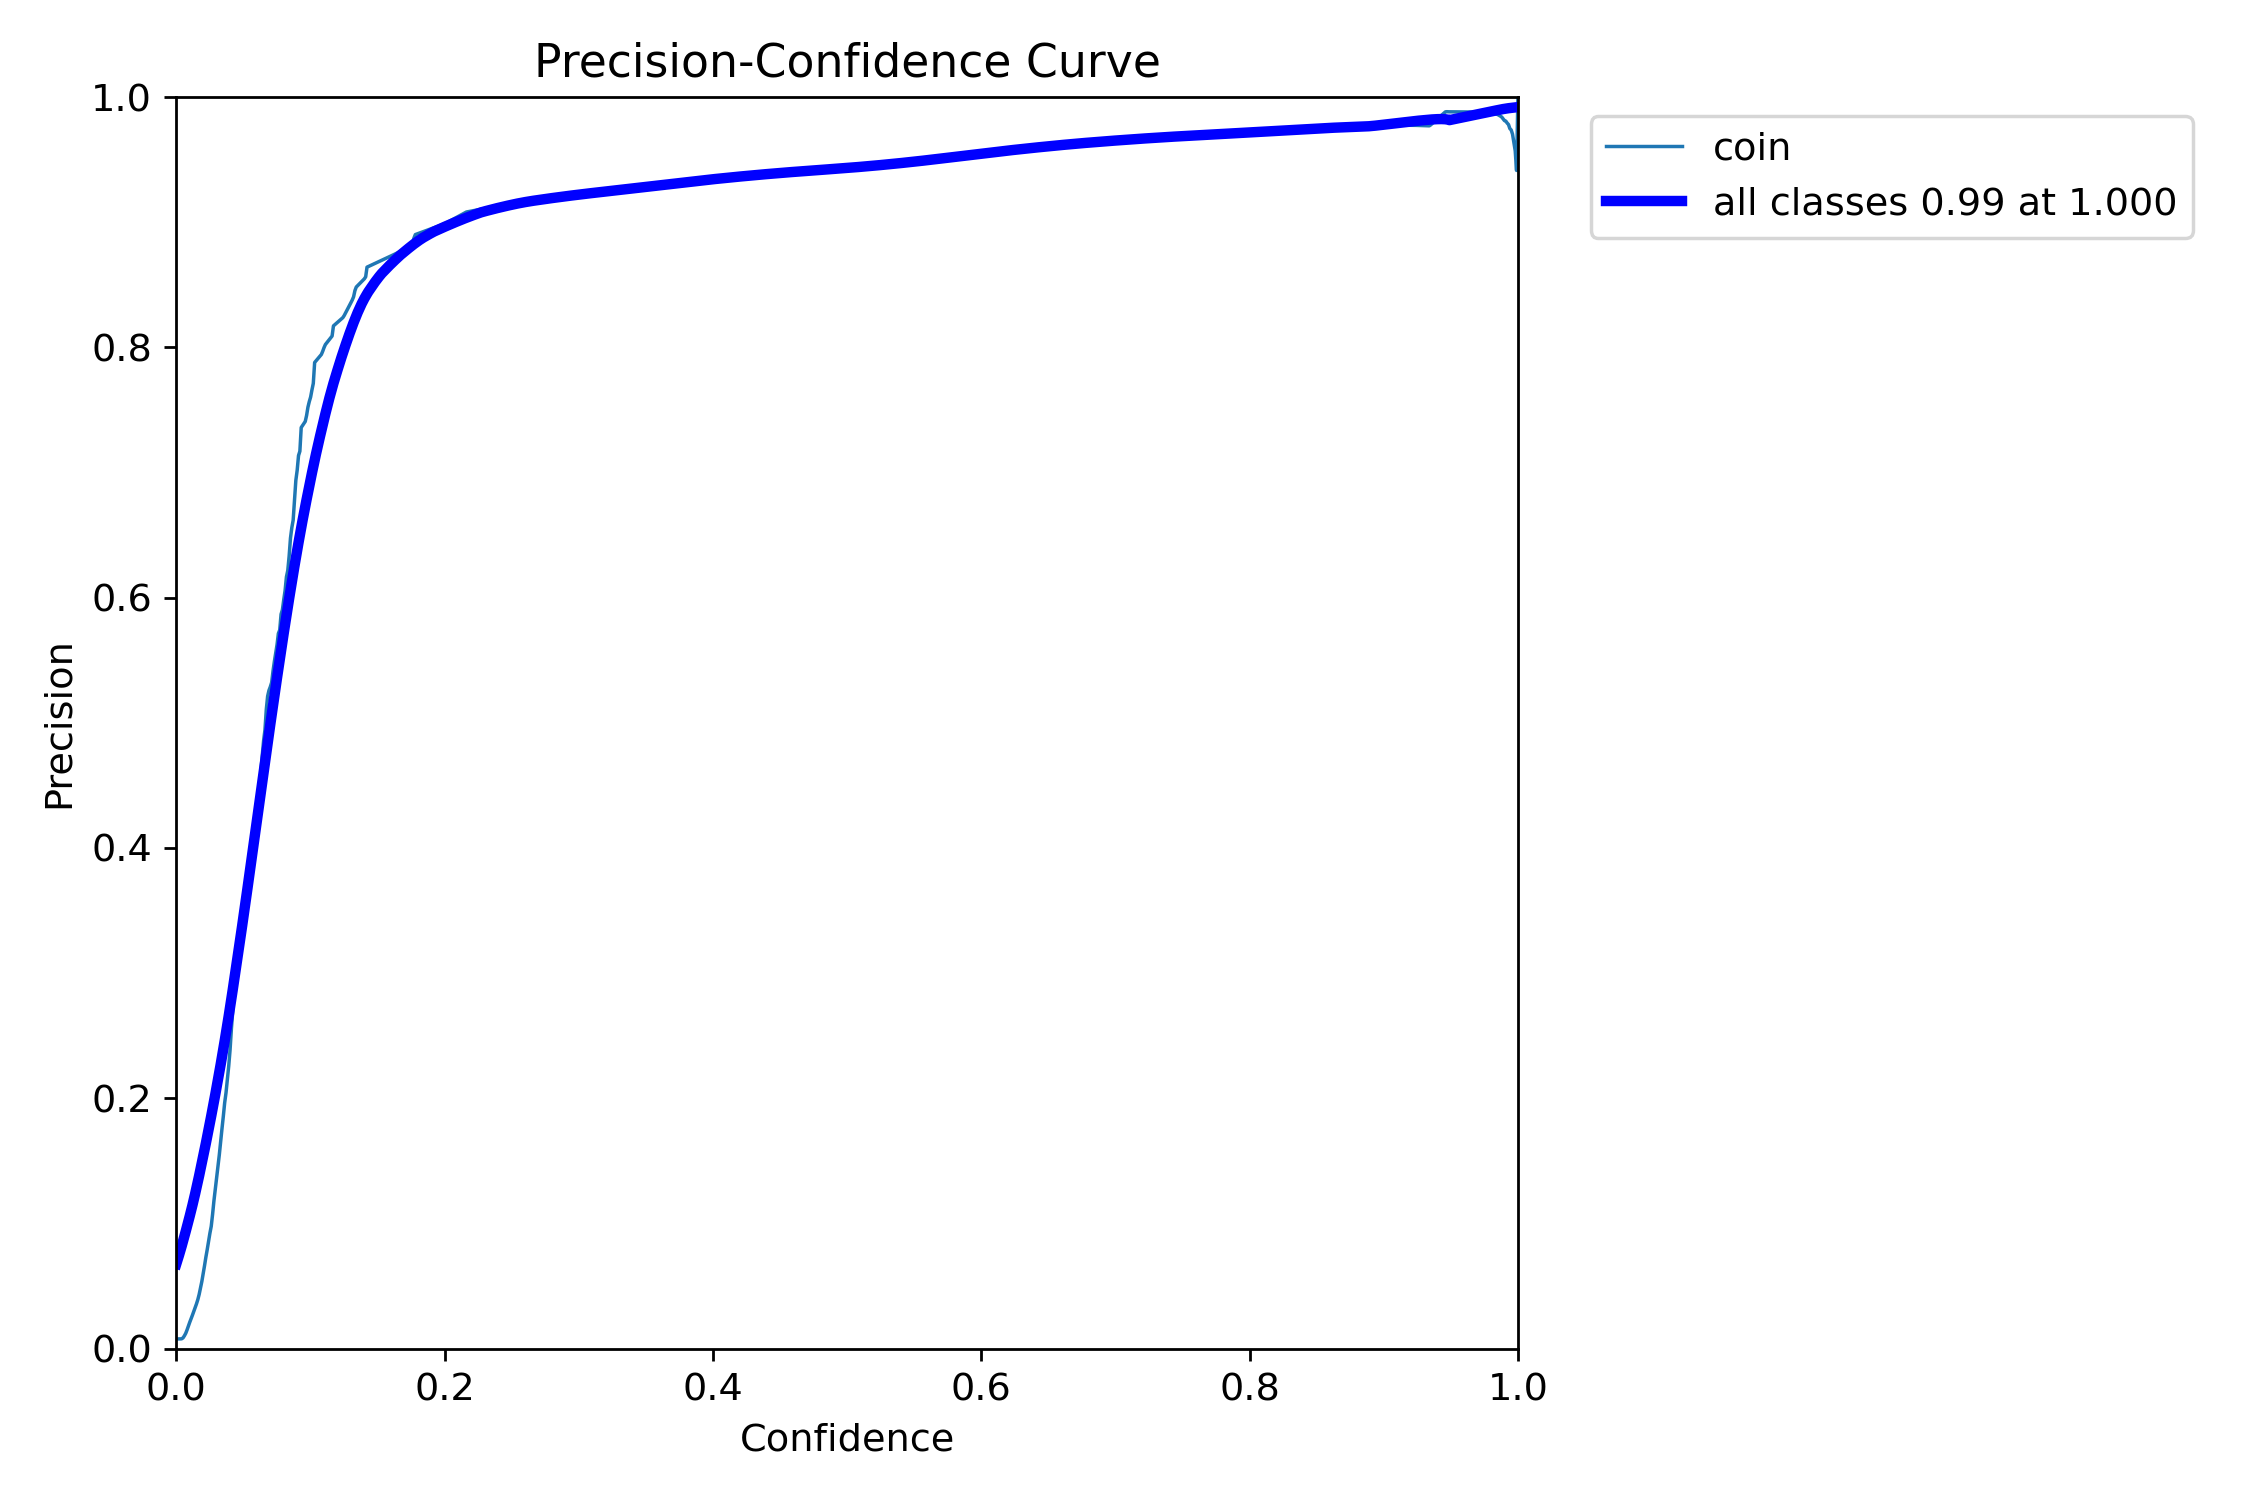 Precision-Confidence Curve
1.0
0.8
0.6
0.4
0.2
0.0
Precision
0.0 0.2 0.4 0.6 0.8 1.0
Confidence
coin
all classes 0.99 at 1.000